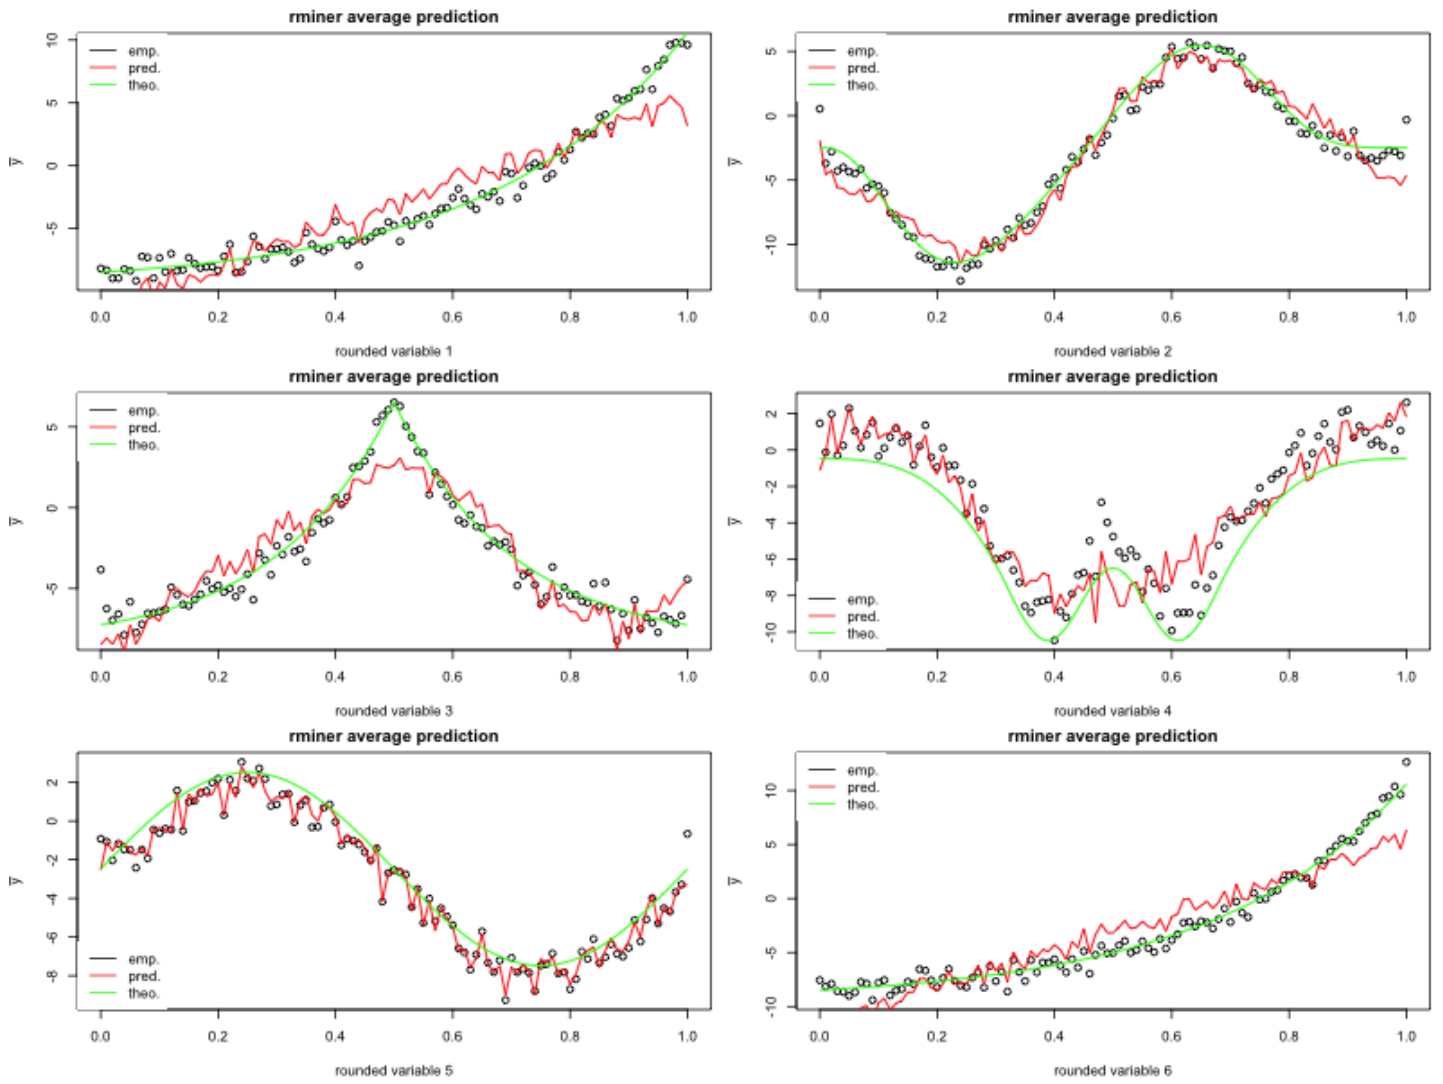 rminer average prediction
10
5
0
-5
y
emp.
pred.
theo.
0.0 0.2 0.4 0.6 0.8 1.0
rounded variable 1
rminer average prediction
5
0
-5
-10
y
emp.
pred.
theo.
0.0 0.2 0.4 0.6 0.8 1.0
rounded variable 2
rminer average prediction
5
0
-5
y
emp.
pred.
theo.
0.0 0.2 0.4 0.6 0.8 1.0
rounded variable 3
rminer average prediction
2
0
-2
-4
-6
-8
-10
y
emp.
pred.
theo.
0.0 0.2 0.4 0.6 0.8 1.0
rounded variable 4
rminer average prediction
2
0
-2
-4
-6
-8
y
emp.
pred.
theo.
0.0 0.2 0.4 0.6 0.8 1.0
rounded variable 5
rminer average prediction
10
5
0
-5
-10
y
emp.
pred.
theo.
0.0 0.2 0.4 0.6 0.8 1.0
rounded variable 6